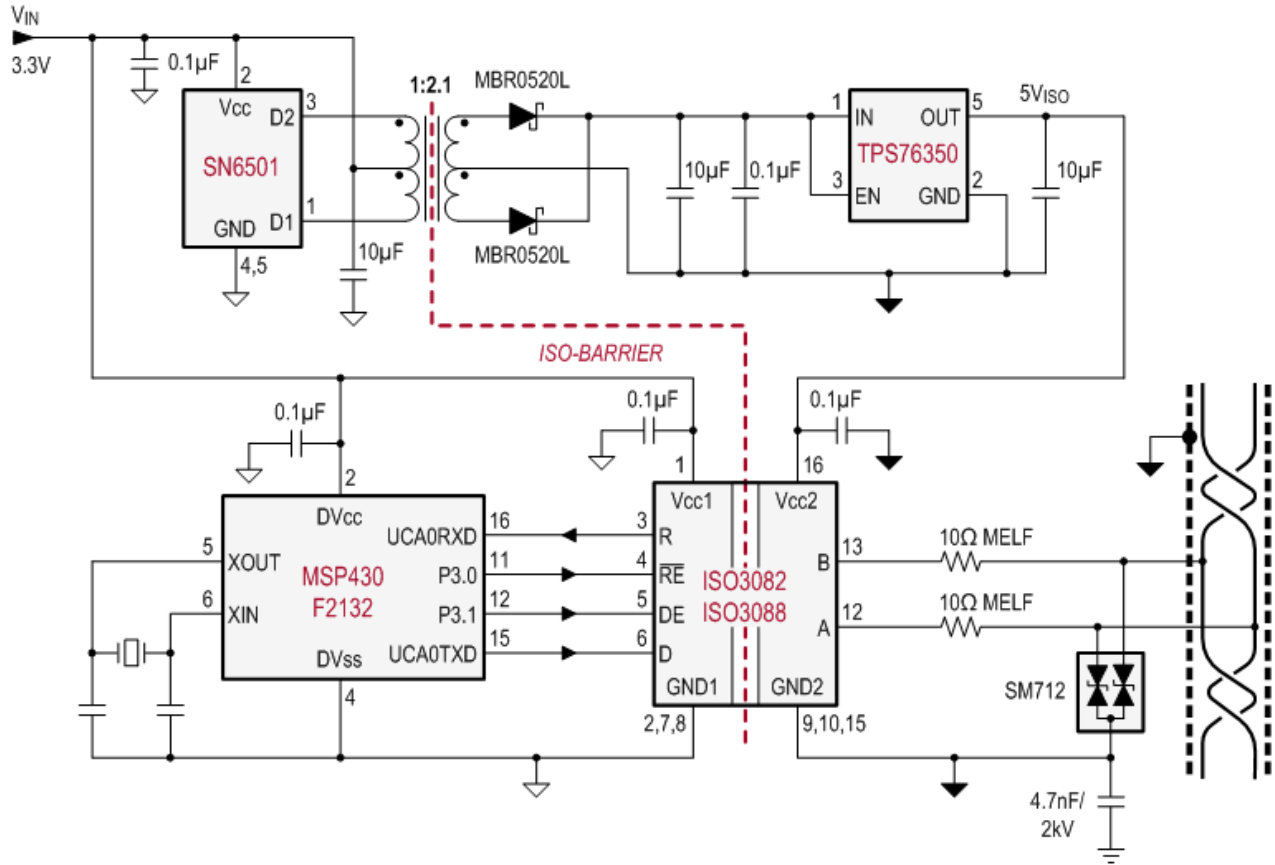 VIN
3.3V
0.1µF
2
Vcc
D2
3
SN6501
D1
1
GND
4,5
10µF
1:2.1
MBR0520L
MBR0520L
10µF
0.1µF
1
IN
OUT
5
TPS76350
3
EN
GND
2
5VISO
10µF
ISO-BARRIER
0.1µF
2
DVcc
5
XOUT
6
XIN
MSP430
F2132
UCA0RXD
16
P3.0
11
P3.1
12
UCA0TXD
15
DVss
4
0.1µF
1
Vcc1
3
R
4
RE
5
DE
6
D
GND1
2,7,8
ISO3082
ISO3088
0.1µF
16
Vcc2
B
13
A
12
GND2
9,10,15
10Ω MELF
10Ω MELF
SM712
4.7nF/
2kV